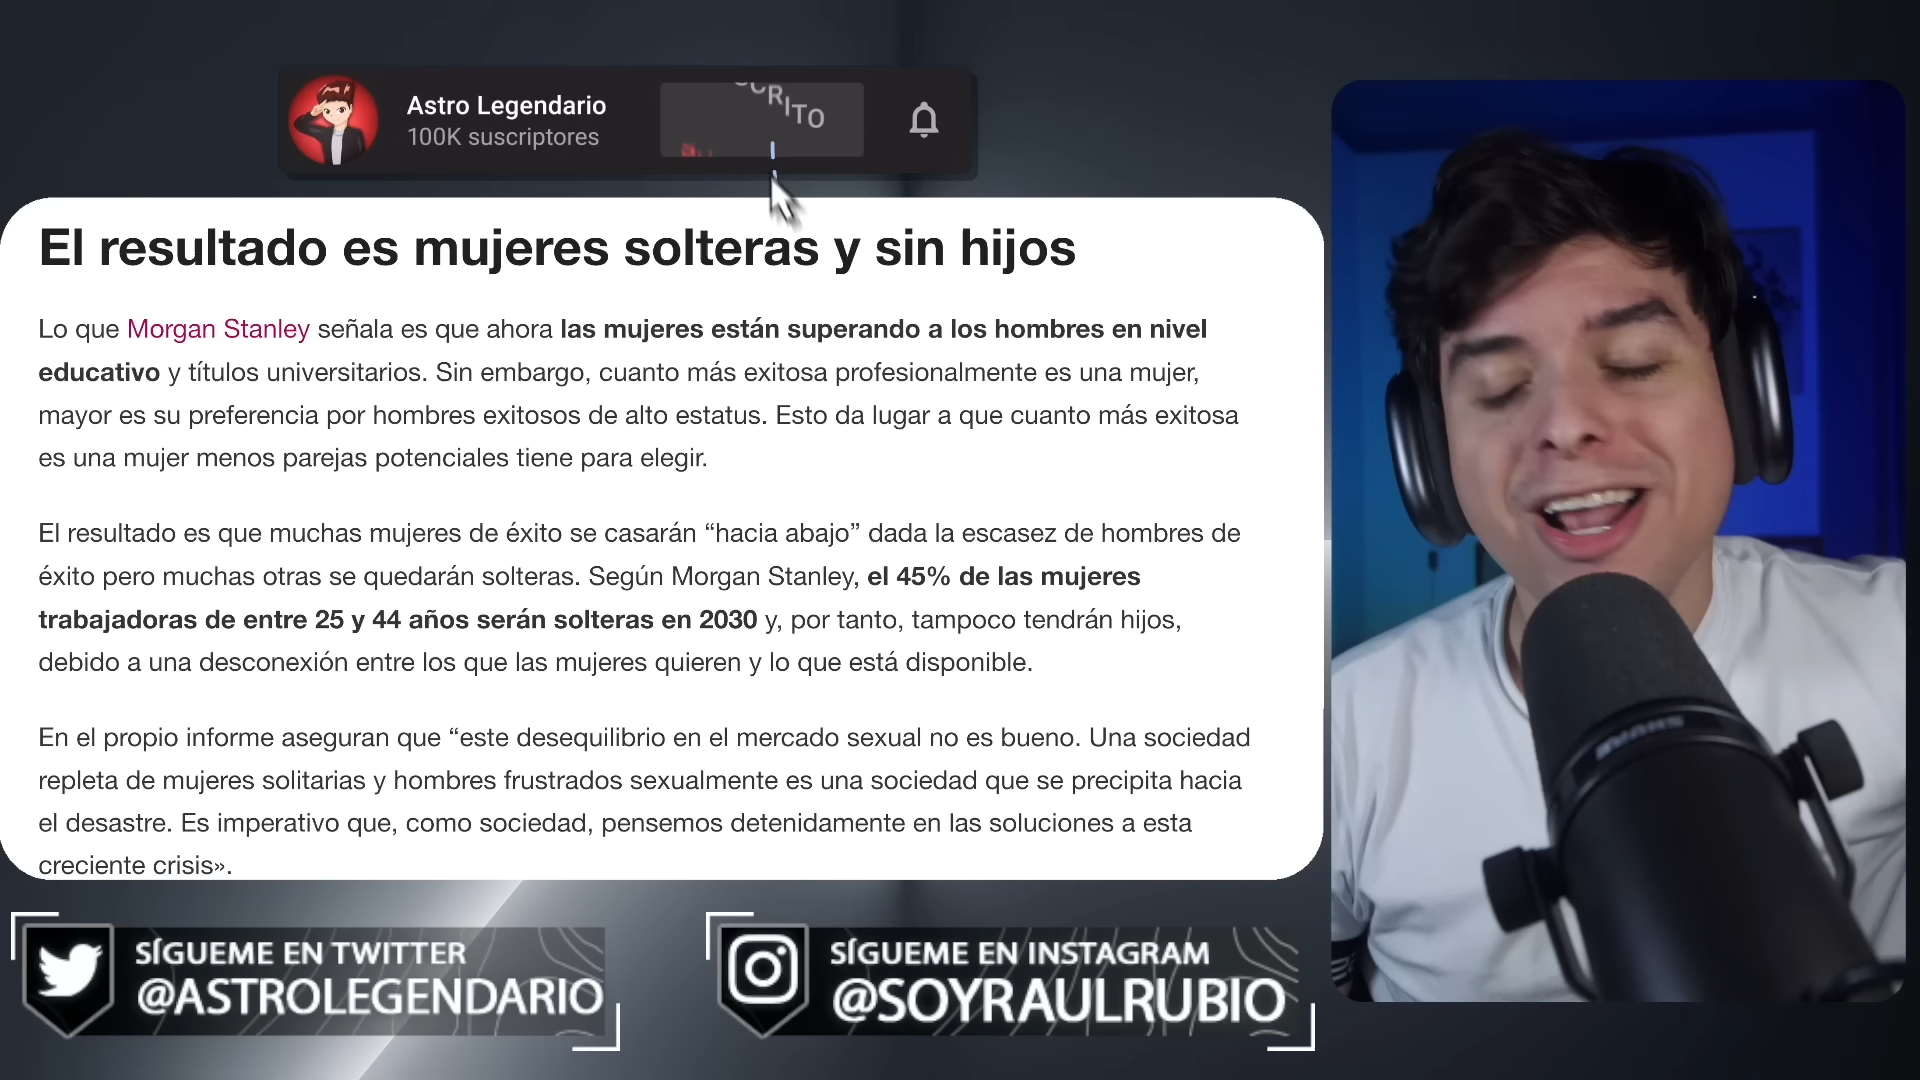 Astro Legendario
100K suscriptores
CRITO
El resultado es mujeres solteras y sin hijos
Lo que Morgan Stanley señala es que ahora las mujeres están superando a los hombres en nivel
educativo y títulos universitarios. Sin embargo, cuanto más exitosa profesionalmente es una mujer,
mayor es su preferencia por hombres exitosos de alto estatus. Esto da lugar a que cuanto más exitosa
es una mujer menos parejas potenciales tiene para elegir.
El resultado es que muchas mujeres de éxito se casarán “hacia abajo” dada la escasez de hombres de
éxito pero muchas otras se quedarán solteras. Según Morgan Stanley, el 45% de las mujeres
trabajadoras de entre 25 y 44 años serán solteras en 2030 y, por tanto, tampoco tendrán hijos,
debido a una desconexión entre los que las mujeres quieren y lo que está disponible.
En el propio informe aseguran que “este desequilibrio en el mercado sexual no es bueno. Una sociedad
repleta de mujeres solitarias y hombres frustrados sexualmente es una sociedad que se precipita hacia
el desastre. Es imperativo que, como sociedad, pensemos detenidamente en las soluciones a esta
creciente crisis».
SÍGUEME EN TWITTER
@ASTROLEGENDARIO
SÍGUEME EN INSTAGRAM
@SOYRAULRUBIO